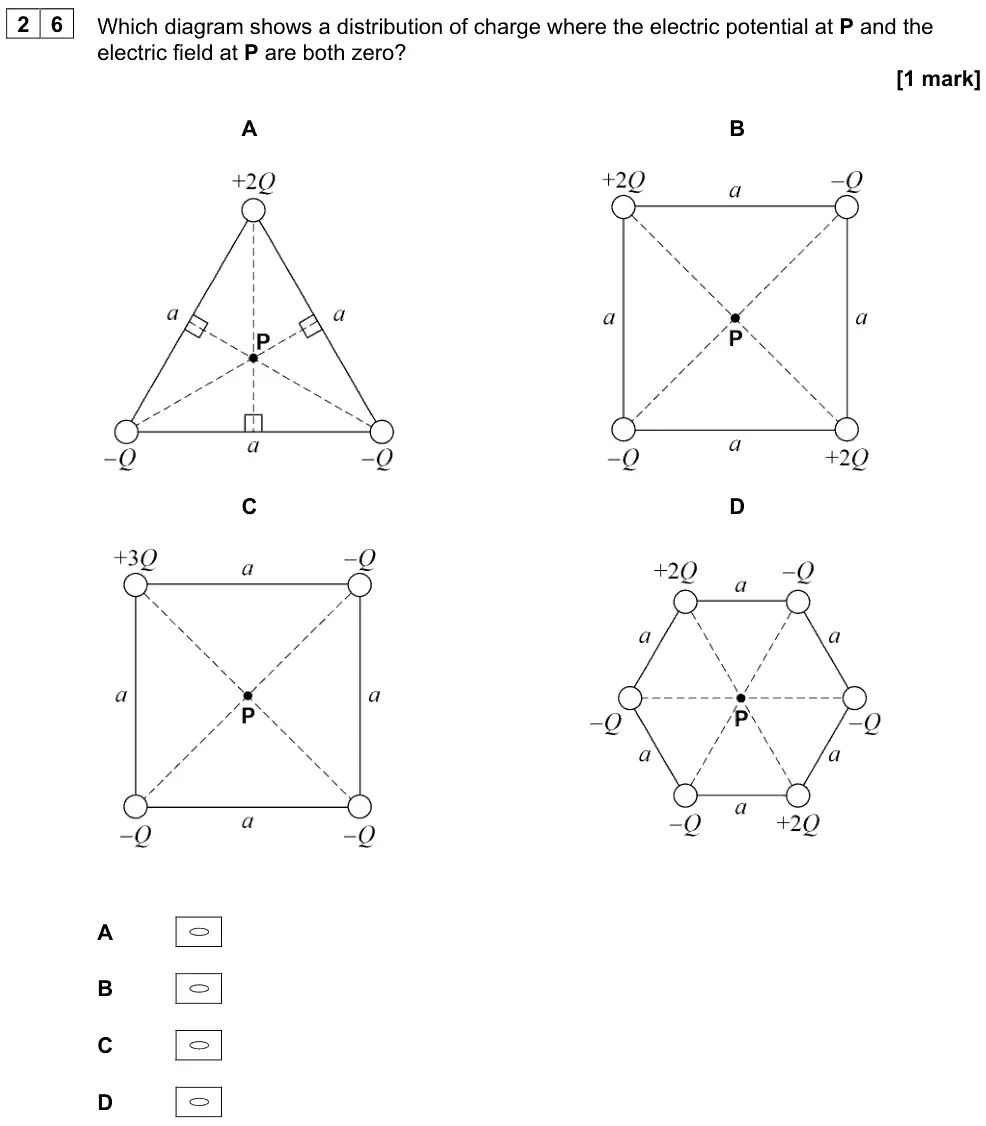 2 6 Which diagram shows a distribution of charge where the electric potential at P and the
electric field at P are both zero?
[1 mark]
A
B
+2Q
a
a
P
a
−Q
−Q
+2Q
a
−Q
a
a
P
−Q
a
+2Q
C
D
+3Q
a
−Q
a
a
P
−Q
a
−Q
+2Q
a
−Q
a
a
−Q
P
−Q
a
a
−Q
a
+2Q
A
B
C
D